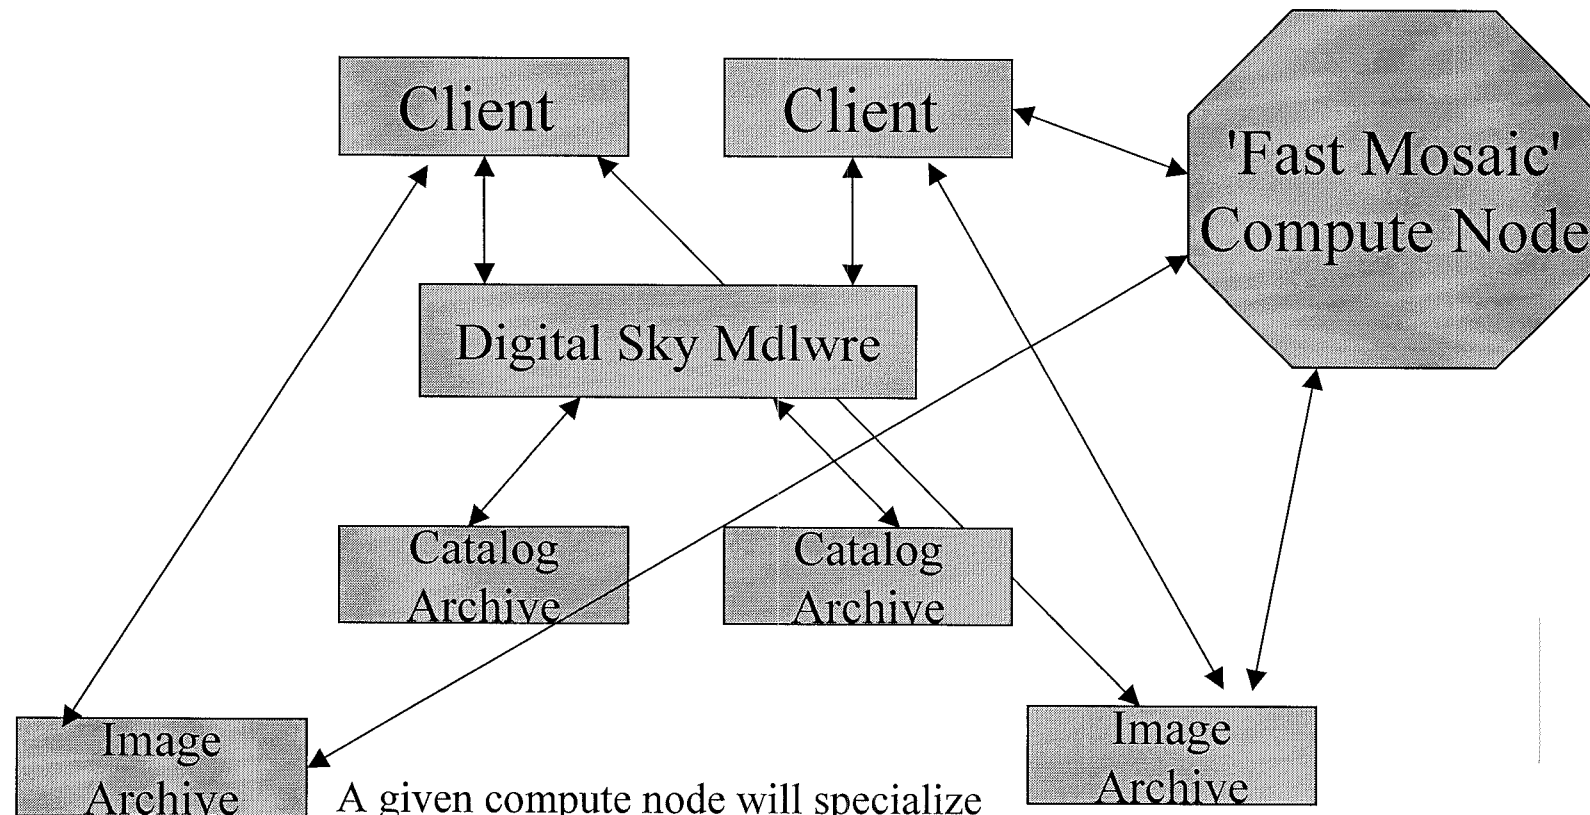 Client
Client
'Fast Mosaic'
Compute Node
Digital Sky Mdlwre
Catalog
Archive
Catalog
Archive
Image
Archive
Image
Archive
A given compute node will specialize